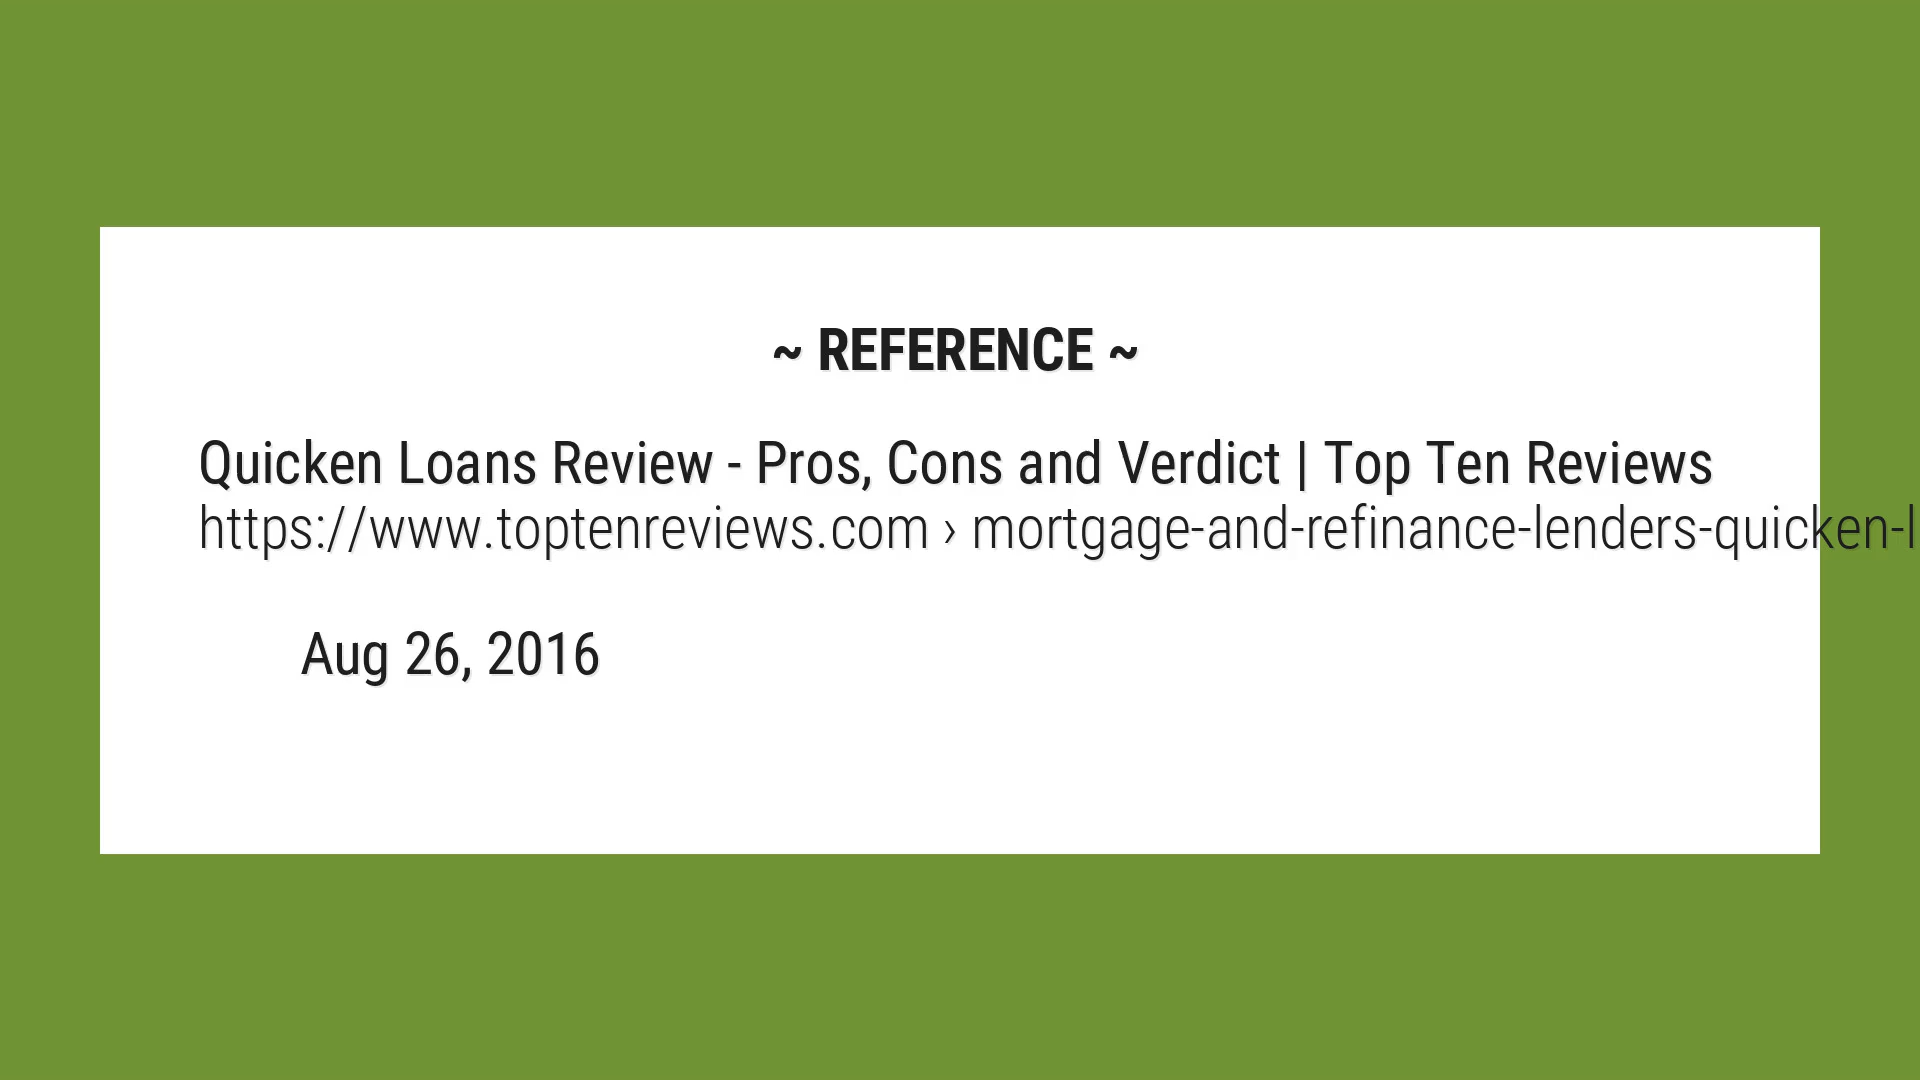 ~ REFERENCE ~
Quicken Loans Review - Pros, Cons and Verdict | Top Ten Reviews
https://www.toptenreviews.com › mortgage-and-refinance-lenders-quicken-l
Aug 26, 2016